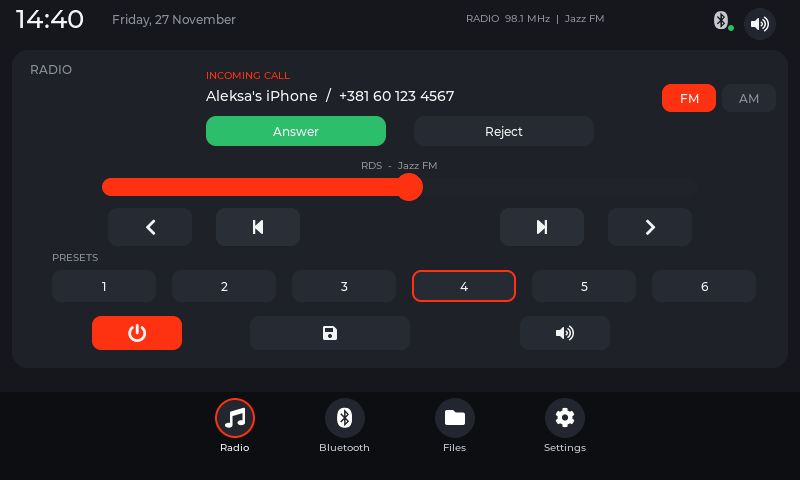 14:40 Friday, 27 November RADIO 98.1 MHz | Jazz FM
RADIO
INCOMING CALL
Aleksa's iPhone / +381 60 123 4567
FM AM
Answer Reject
RDS - Jazz FM
PRESETS
1 2 3 4 5 6
Radio Bluetooth Files Settings